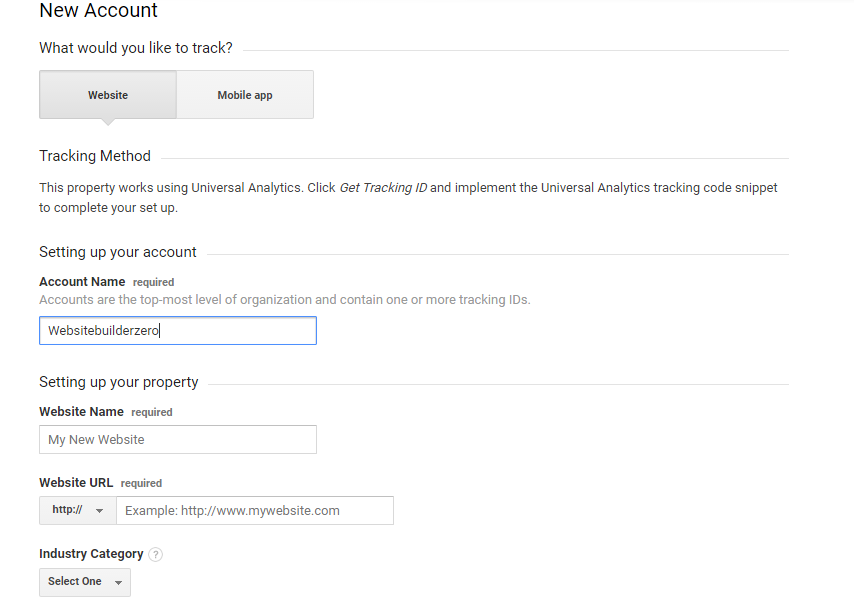 New Account
What would you like to track?
Website Mobile app
Tracking Method
This property works using Universal Analytics. Click Get Tracking ID and implement the Universal Analytics tracking code snippet
to complete your set up.
Setting up your account
Account Name required
Accounts are the top-most level of organization and contain one or more tracking IDs.
Websitebuilderzero
Setting up your property
Website Name required
My New Website
Website URL required
http:// Example: http://www.mywebsite.com
Industry Category ?
Select One